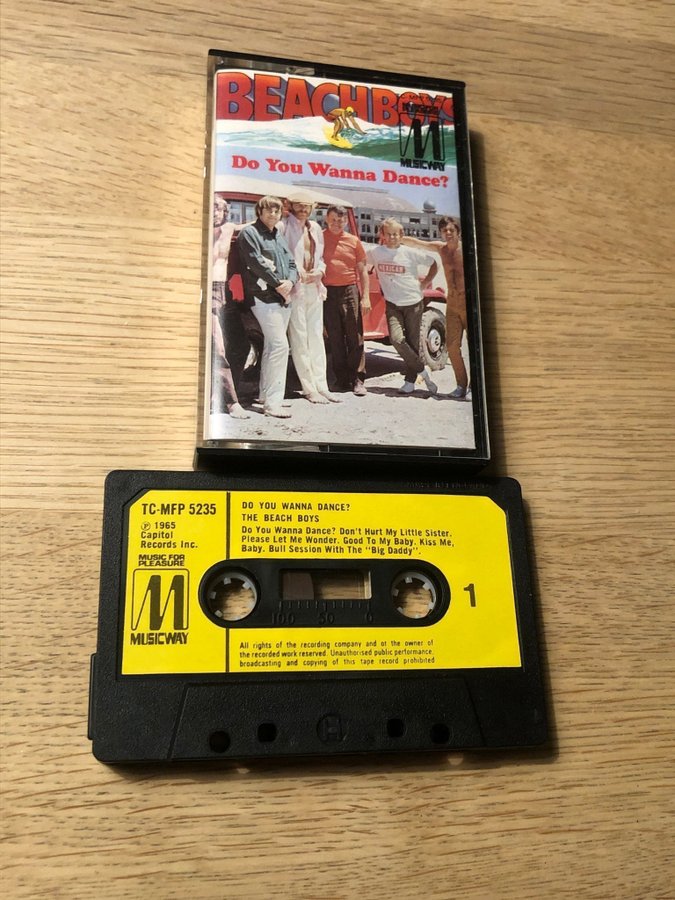 BEACH BOYS
MUSICWAY
Do You Wanna Dance?
TC-MFP 5235
℗ 1965
Capitol
Records Inc.
MUSIC FOR
PLEASURE
MUSICWAY
DO YOU WANNA DANCE?
THE BEACH BOYS
Do You Wanna Dance? Don't Hurt My Little Sister.
Please Let Me Wonder. Good To My Baby. Kiss Me,
Baby. Bull Session With The "Big Daddy".
100 50 0
1
All rights of the recording company and ot the owner of
the recorded work reserved. Unauthorised public performance,
broadcasting and copying of this tape record prohibited